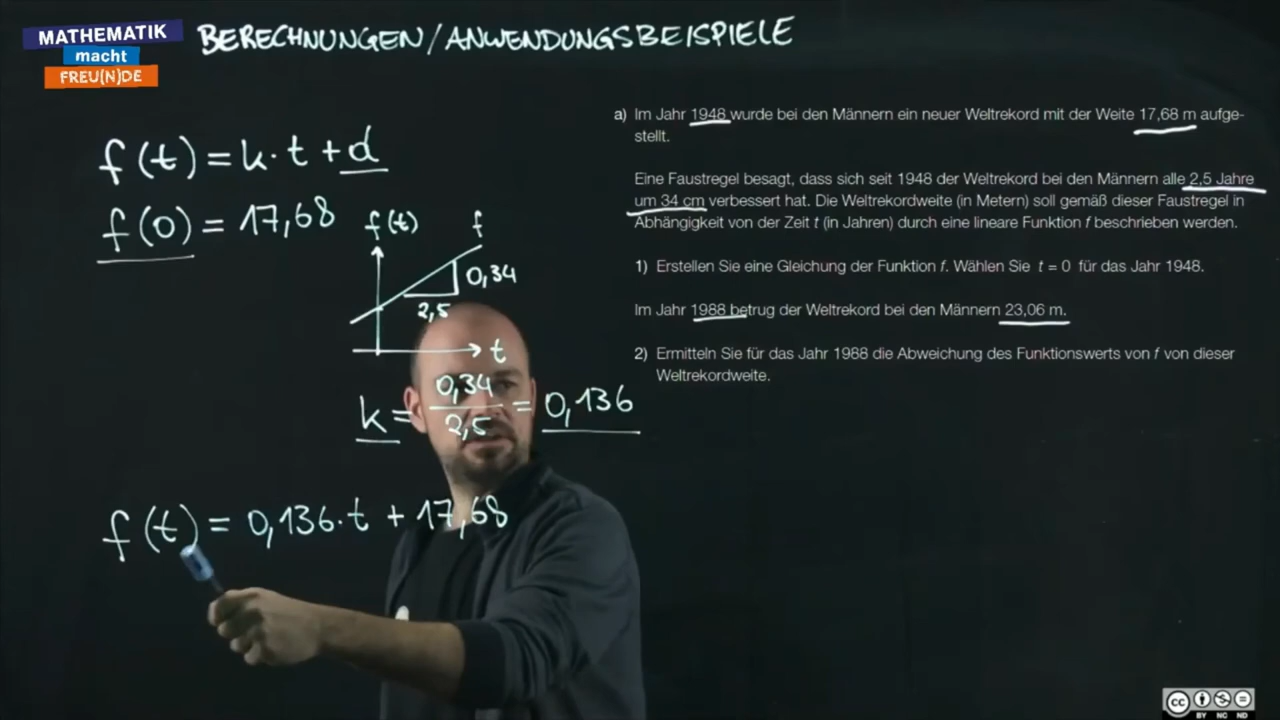 MATHEMATIK
macht
FREU(N)DE
BERECHNUNGEN/ANWENDUNGSBEISPIELE
a) Im Jahr 1948 wurde bei den Männern ein neuer Weltrekord mit der Weite 17,68 m aufge-
stellt.
Eine Faustregel besagt, dass sich seit 1948 der Weltrekord bei den Männern alle 2,5 Jahre
um 34 cm verbessert hat. Die Weltrekordweite (in Metern) soll gemäß dieser Faustregel in
Abhängigkeit von der Zeit t (in Jahren) durch eine lineare Funktion f beschrieben werden.
1) Erstellen Sie eine Gleichung der Funktion f. Wählen Sie t = 0 für das Jahr 1948.
Im Jahr 1988 betrug der Weltrekord bei den Männern 23,06 m.
2) Ermitteln Sie für das Jahr 1988 die Abweichung des Funktionswerts von f von dieser
Weltrekordweite.
f(t) = k · t + d
f(0) = 17,68
f(t) f
0,34
2,5
t
k = 0,34/2,5 = 0,136
f(t) = 0,136 · t + 17,68
CC BY NC ND